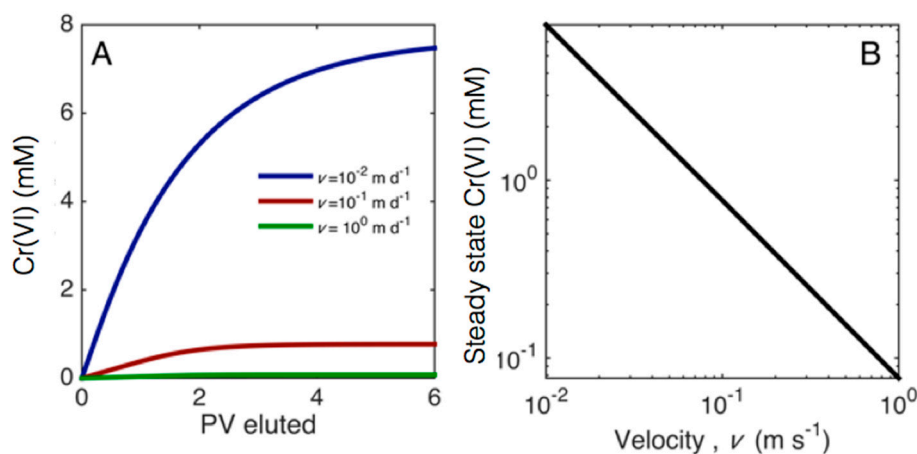 A
8
6
4
2
0
Cr(VI) (mM)
ν=10⁻² m d⁻¹
ν=10⁻¹ m d⁻¹
ν= 10⁰ m d⁻¹
0 2 4 6
PV eluted
B
Steady state Cr(VI) (mM)
10⁰
10⁻¹
10⁻² 10⁻¹ 10⁰
Velocity , ν (m s⁻¹)